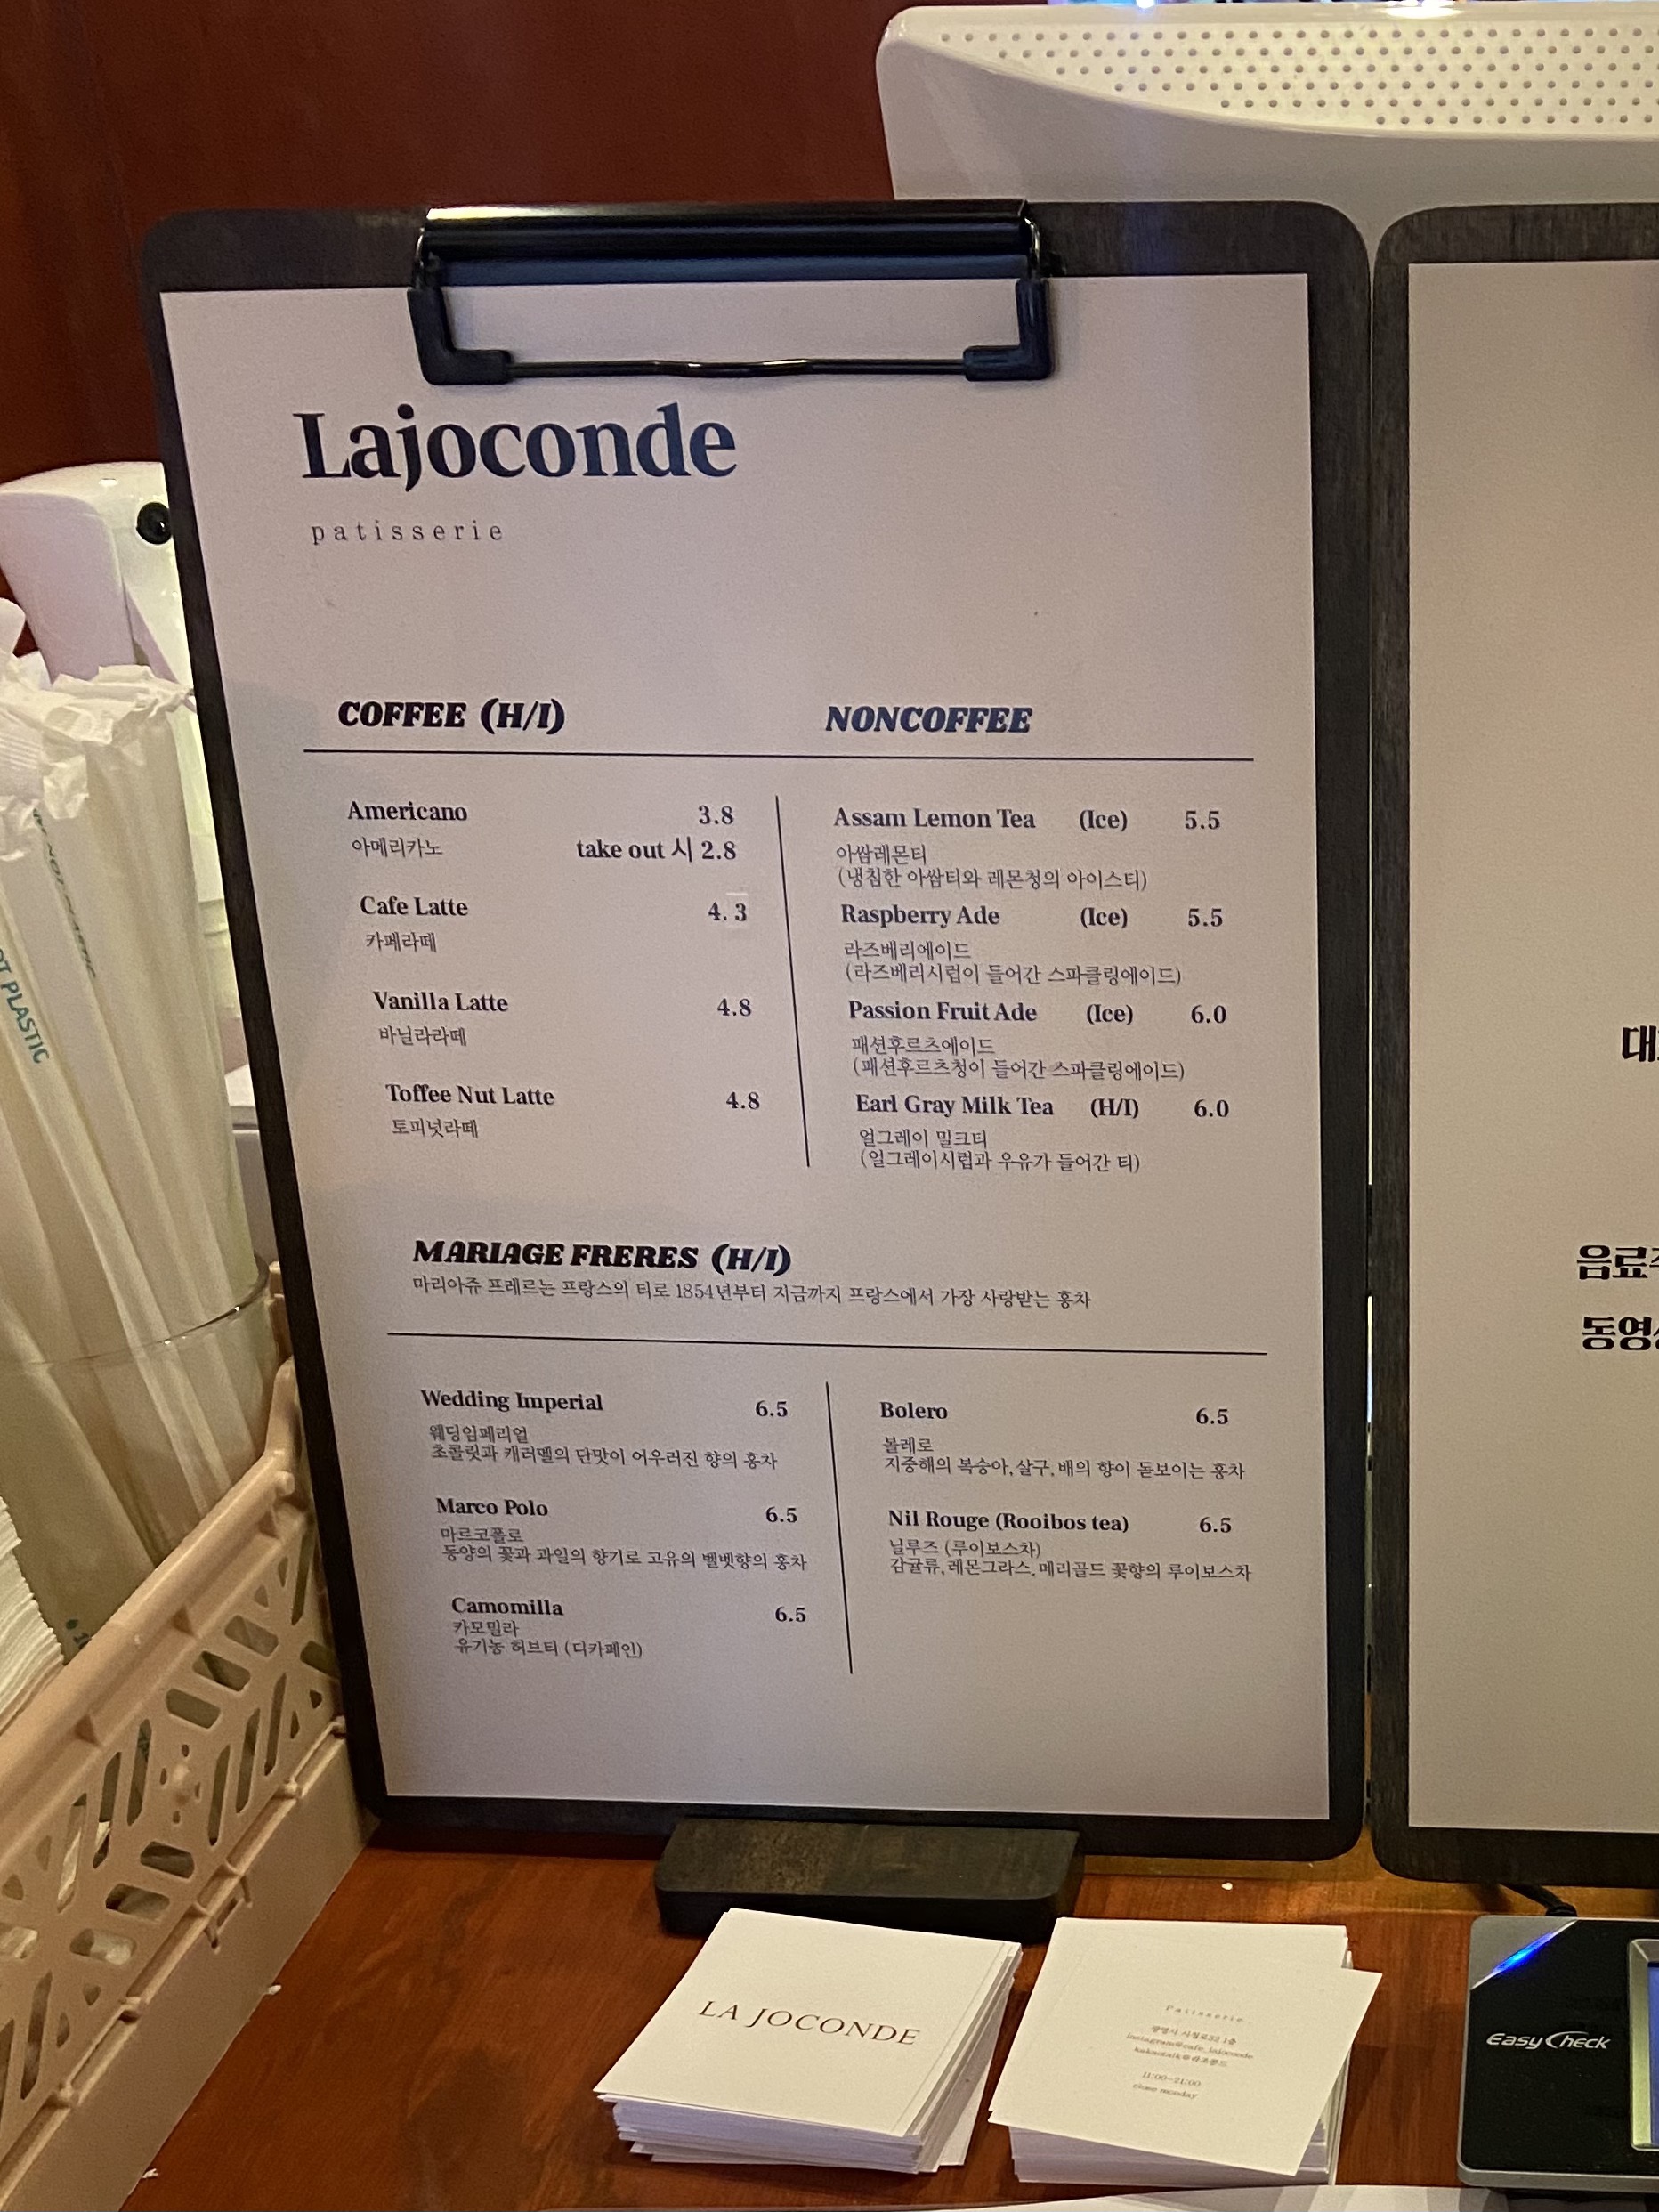 Lajoconde
patisserie
COFFEE (H/I)
Americano 3.8
아메리카노 take out 시 2.8
Cafe Latte 4.3
카페라떼
Vanilla Latte 4.8
바닐라라떼
Toffee Nut Latte 4.8
토피넛라떼
NONCOFFEE
Assam Lemon Tea (Ice) 5.5
아쌈레몬티
(냉침한 아쌈티와 레몬청의 아이스티)
Raspberry Ade (Ice) 5.5
라즈베리에이드
(라즈베리시럽이 들어간 스파클링에이드)
Passion Fruit Ade (Ice) 6.0
패션후르츠에이드
(패션후르츠청이 들어간 스파클링에이드)
Earl Gray Milk Tea (H/I) 6.0
얼그레이 밀크티
(얼그레이시럽과 우유가 들어간 티)
MARIAGE FRERES (H/I)
마리아쥬 프레르는 프랑스의 티로 1854년부터 지금까지 프랑스에서 가장 사랑받는 홍차
Wedding Imperial 6.5
웨딩임페리얼
초콜릿과 캐러멜의 단맛이 어우러진 향의 홍차
Marco Polo 6.5
마르코폴로
동양의 꽃과 과일의 향기로 고유의 벨벳향의 홍차
Camomilla 6.5
카모밀라
유기농 허브티 (디카페인)
Bolero 6.5
볼레로
지중해의 복숭아, 살구, 배의 향이 돋보이는 홍차
Nil Rouge (Rooibos tea) 6.5
닐루즈 (루이보스차)
감귤류, 레몬그라스, 메리골드 꽃향의 루이보스차
음료
동영
PLASTIC
LA JOCONDE
Patisserie
instagram@cafe_lajoconde
11:00~21:00
close monday
EasyCheck